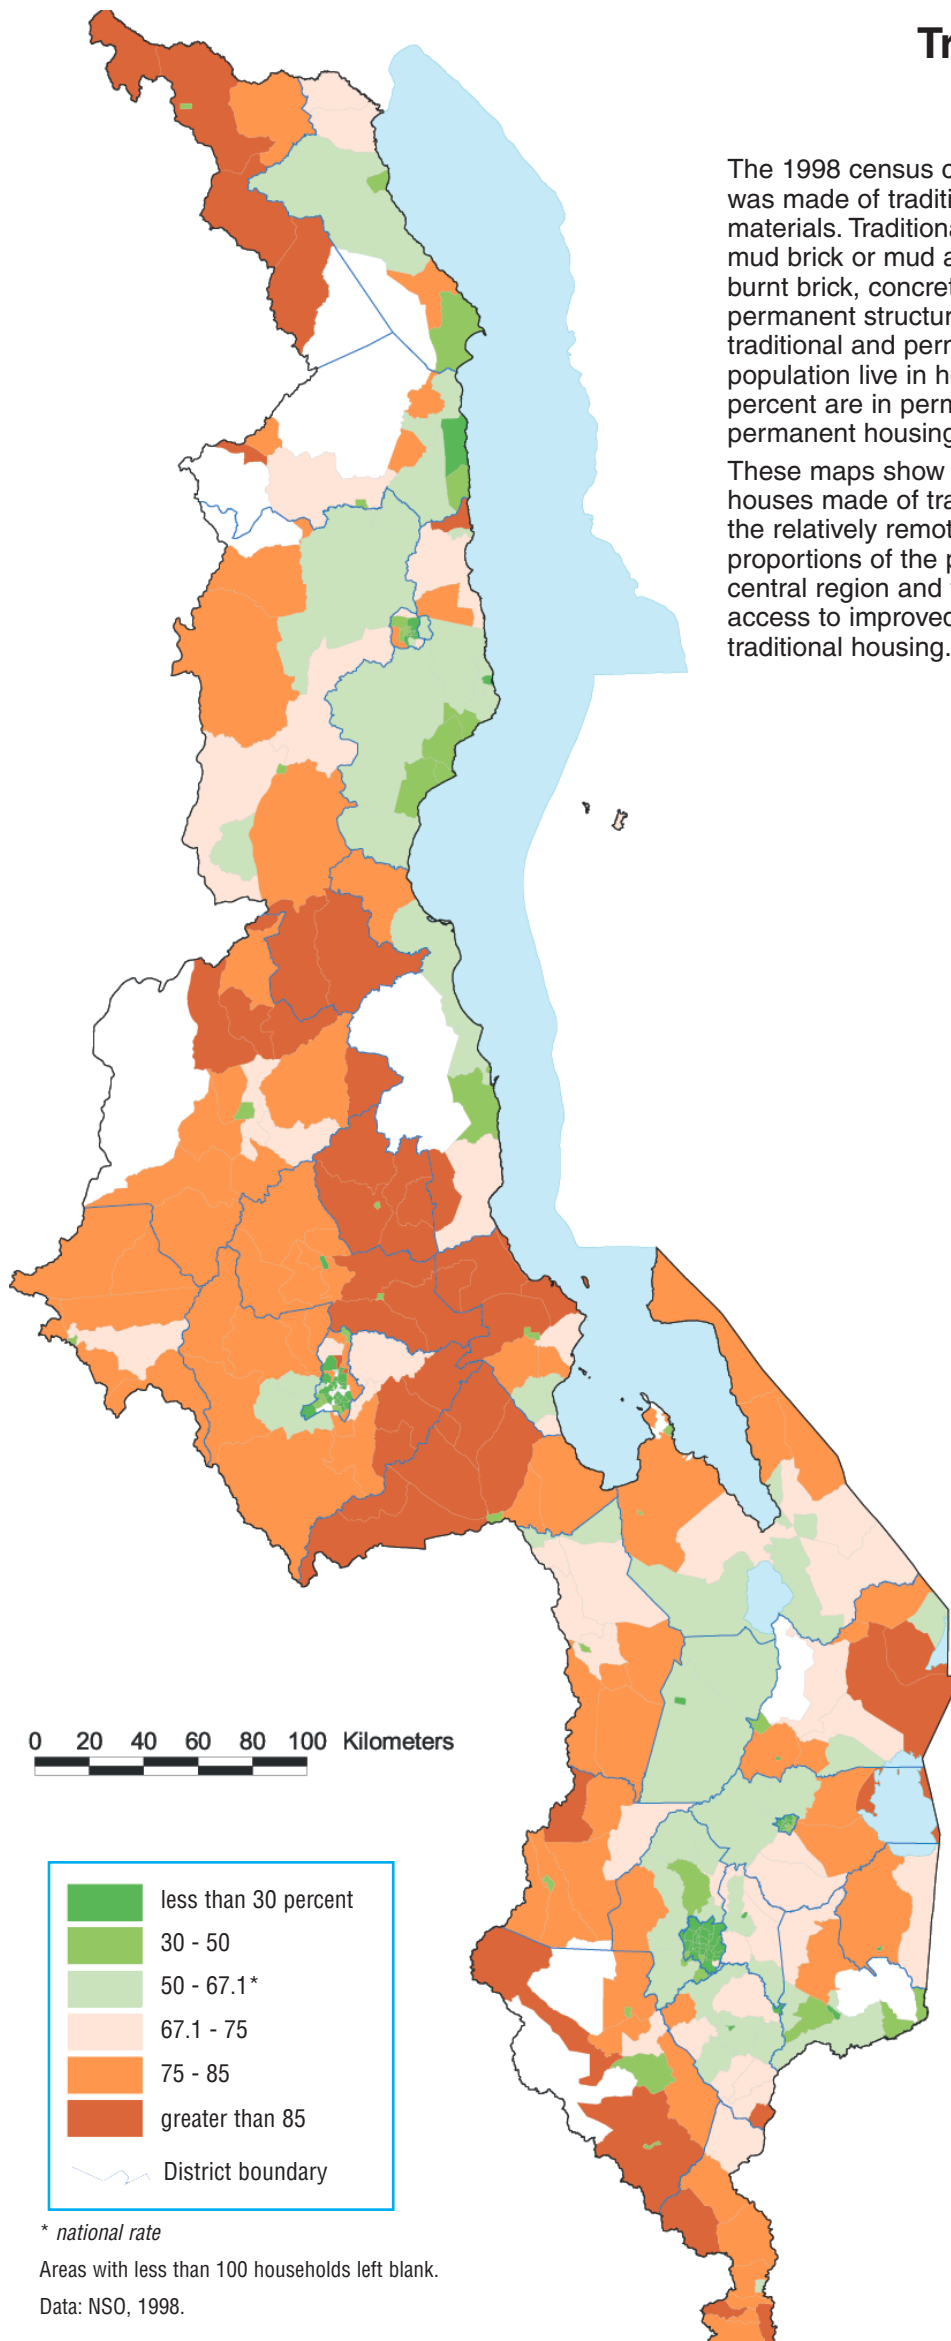 Tr
The 1998 census
was made of traditi
materials. Traditiona
mud brick or mud a
burnt brick, concret
permanent structur
traditional and perm
population live in h
percent are in perm
permanent housing
These maps show
houses made of tra
the relatively remot
proportions of the p
central region and
access to improved
traditional housing.
0 20 40 60 80 100 Kilometers
less than 30 percent
30 - 50
50 - 67.1*
67.1 - 75
75 - 85
greater than 85
District boundary
* national rate
Areas with less than 100 households left blank.
Data: NSO, 1998.